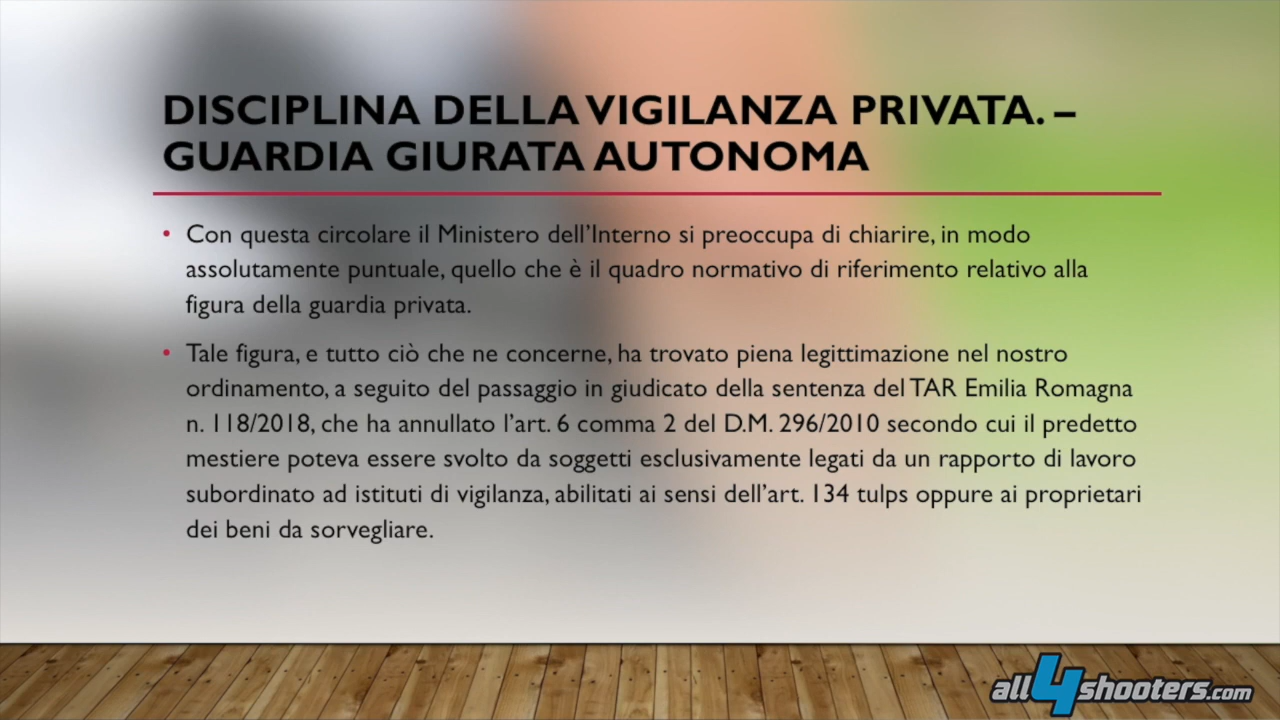 DISCIPLINA DELLA VIGILANZA PRIVATA. –
GUARDIA GIURATA AUTONOMA
• Con questa circolare il Ministero dell'Interno si preoccupa di chiarire, in modo
assolutamente puntuale, quello che è il quadro normativo di riferimento relativo alla
figura della guardia privata.
• Tale figura, e tutto ciò che ne concerne, ha trovato piena legittimazione nel nostro
ordinamento, a seguito del passaggio in giudicato della sentenza del TAR Emilia Romagna
n. 118/2018, che ha annullato l'art. 6 comma 2 del D.M. 296/2010 secondo cui il predetto
mestiere poteva essere svolto da soggetti esclusivamente legati da un rapporto di lavoro
subordinato ad istituti di vigilanza, abilitati ai sensi dell'art. 134 tulps oppure ai proprietari
dei beni da sorvegliare.
all4shooters.com